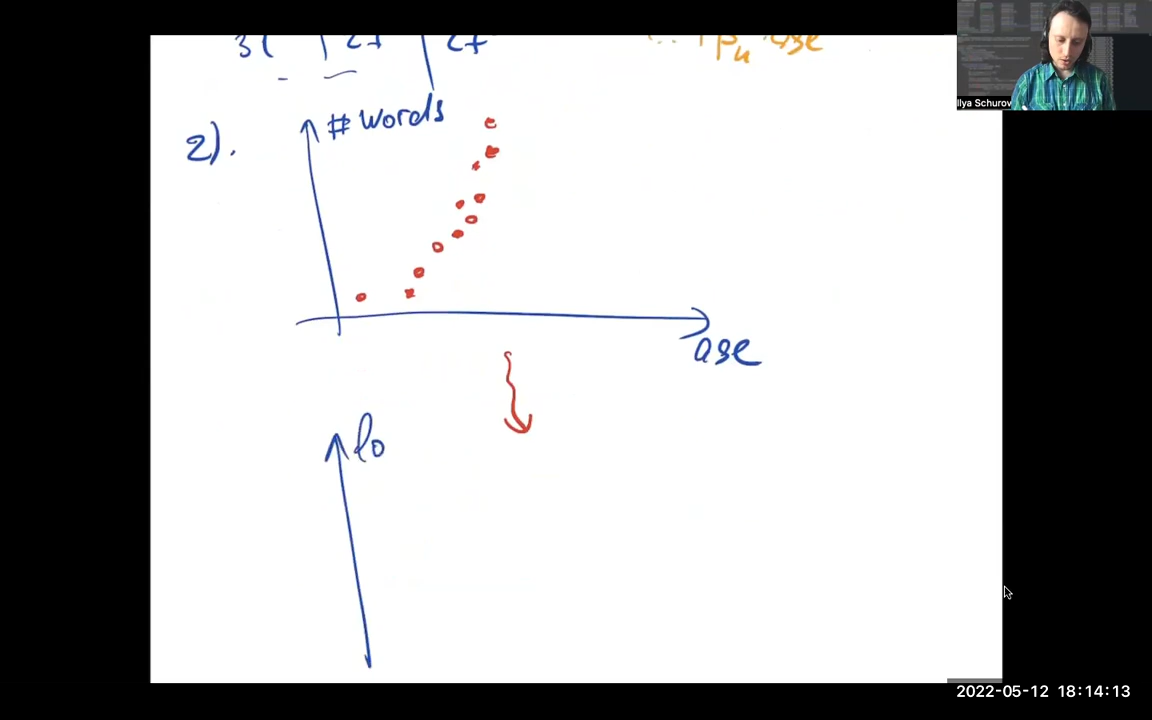 Ilya Schurov
2).
# words
age
lo
2022-05-12 18:14:13